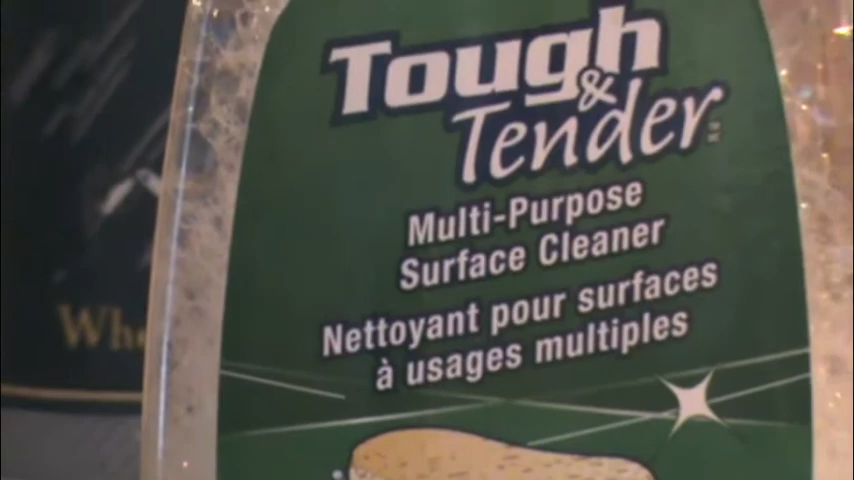 Tough
&
Tender
Multi-Purpose
Surface Cleaner
Nettoyant pour surfaces
à usages multiples